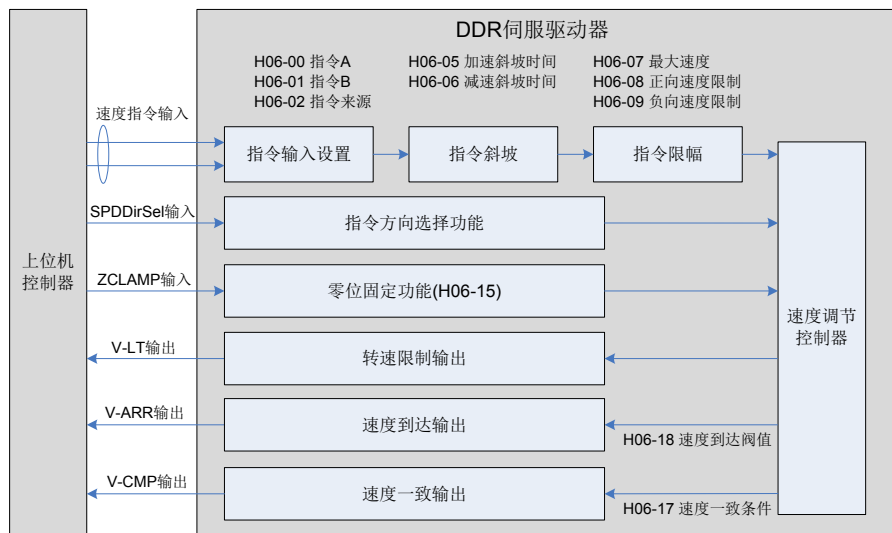 DDR伺服驱动器
H06-00 指令A
H06-01 指令B
H06-02 指令来源
H06-05 加速斜坡时间
H06-06 减速斜坡时间
H06-07 最大速度
H06-08 正向速度限制
H06-09 负向速度限制
速度指令输入
指令输入设置
指令斜坡
指令限幅
SPDDirSel输入
指令方向选择功能
上位机
控制器
ZCLAMP输入
零位固定功能(H06-15)
速度调节
控制器
V-LT输出
转速限制输出
V-ARR输出
速度到达输出
H06-18 速度到达阀值
V-CMP输出
速度一致输出
H06-17 速度一致条件